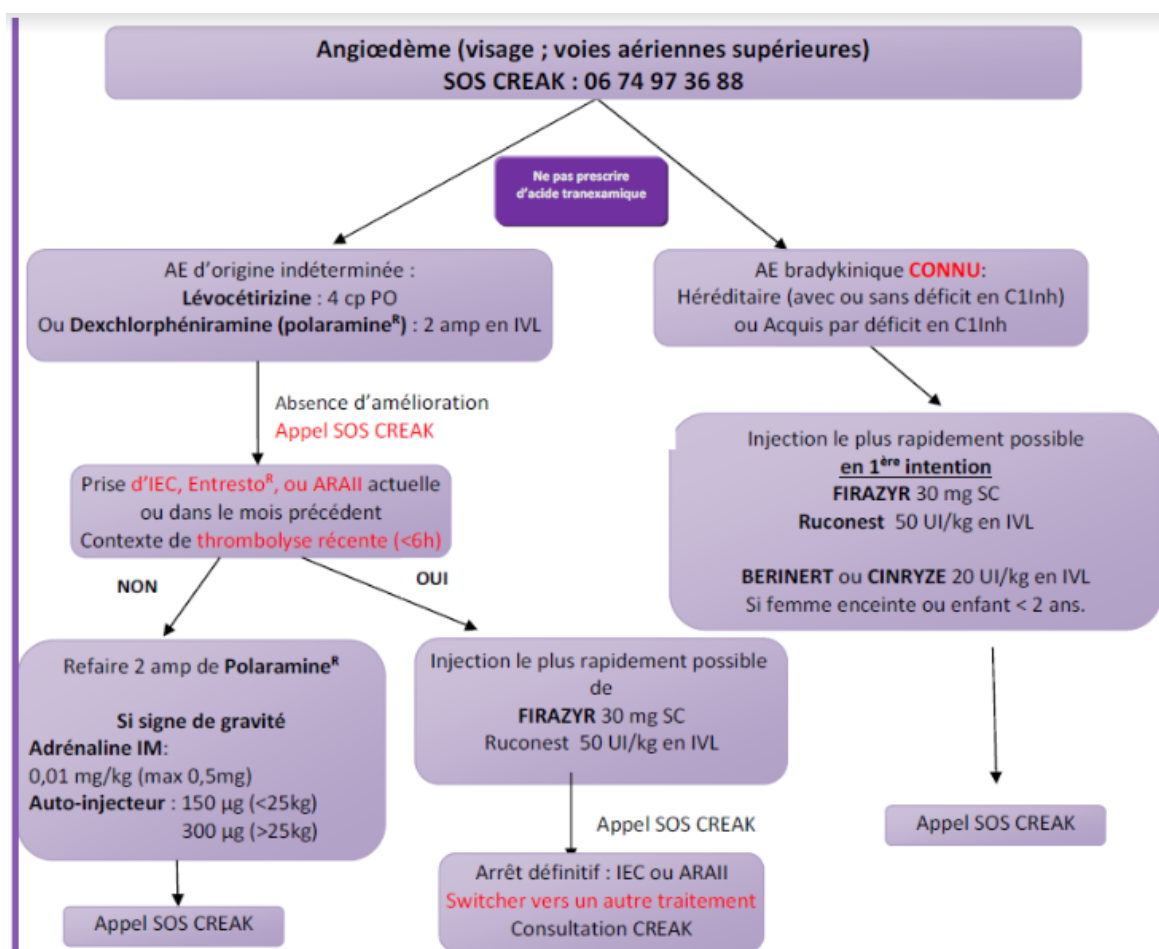 Angiœdème (visage ; voies aériennes supérieures)
SOS CREAK : 06 74 97 36 88
Ne pas prescrire
d'acide tranexamique
AE d'origine indéterminée :
Lévocétirizine : 4 cp PO
Ou Dexchlorphéniramine (polaramineR) : 2 amp en IVL
AE bradykinique CONNU:
Héréditaire (avec ou sans déficit en C1Inh)
ou Acquis par déficit en C1Inh
Absence d'amélioration
Appel SOS CREAK
Prise d'IEC, EntrestoR, ou ARAII actuelle
ou dans le mois précédent
Contexte de thrombolyse récente (<6h)
Injection le plus rapidement possible
en 1ère intention
FIRAZYR 30 mg SC
Ruconest 50 UI/kg en IVL
BERINERT ou CINRYZE 20 UI/kg en IVL
Si femme enceinte ou enfant < 2 ans.
NON
OUI
Refaire 2 amp de PolaramineR
Si signe de gravité
Adrénaline IM:
0,01 mg/kg (max 0,5mg)
Auto-injecteur : 150 µg (<25kg)
300 µg (>25kg)
Injection le plus rapidement possible
de
FIRAZYR 30 mg SC
Ruconest 50 UI/kg en IVL
Appel SOS CREAK
Appel SOS CREAK
Arrêt définitif : IEC ou ARAII
Switcher vers un autre traitement
Consultation CREAK
Appel SOS CREAK